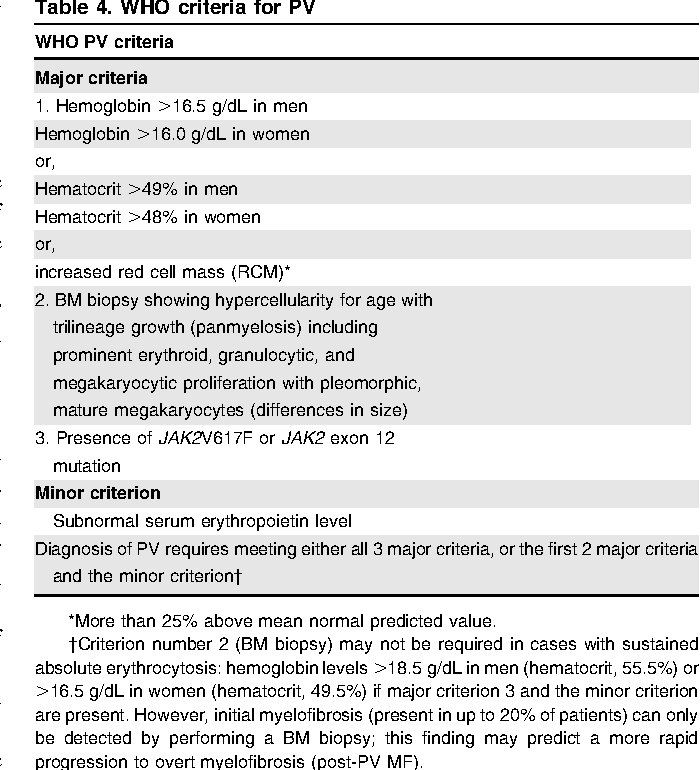 Table 4. WHO criteria for PV
WHO PV criteria
Major criteria
1. Hemoglobin >16.5 g/dL in men
Hemoglobin >16.0 g/dL in women
or,
Hematocrit >49% in men
Hematocrit >48% in women
or,
increased red cell mass (RCM)*
2. BM biopsy showing hypercellularity for age with
trilineage growth (panmyelosis) including
prominent erythroid, granulocytic, and
megakaryocytic proliferation with pleomorphic,
mature megakaryocytes (differences in size)
3. Presence of JAK2V617F or JAK2 exon 12
mutation
Minor criterion
Subnormal serum erythropoietin level
Diagnosis of PV requires meeting either all 3 major criteria, or the first 2 major criteria
and the minor criterion†
*More than 25% above mean normal predicted value.
†Criterion number 2 (BM biopsy) may not be required in cases with sustained
absolute erythrocytosis: hemoglobin levels >18.5 g/dL in men (hematocrit, 55.5%) or
>16.5 g/dL in women (hematocrit, 49.5%) if major criterion 3 and the minor criterion
are present. However, initial myelofibrosis (present in up to 20% of patients) can only
be detected by performing a BM biopsy; this finding may predict a more rapid
progression to overt myelofibrosis (post-PV MF).